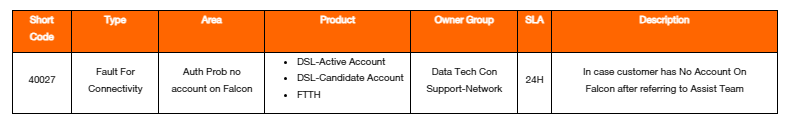 Short Code
Type
Area
Product
Owner Group
SLA
Description
40027
Fault For
Connectivity
Auth Prob no
account on Falcon
• DSL-Active Account
• DSL-Candidate Account
• FTTH
Data Tech Con
Support-Network
24H
In case customer has No Account On
Falcon after referring to Assist Team